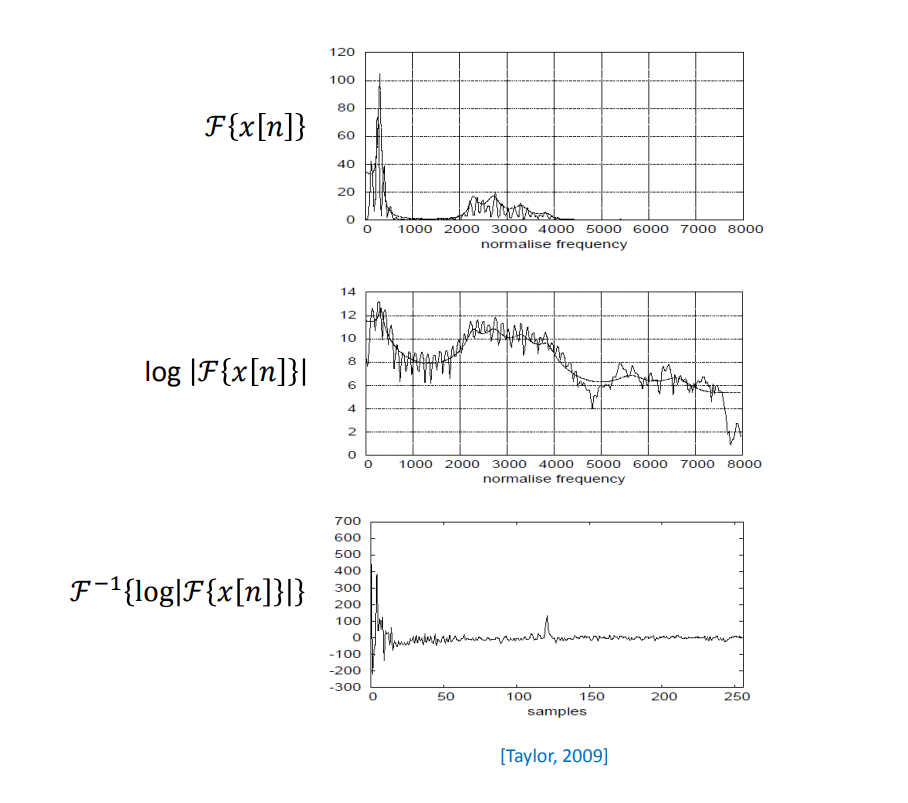 120
100
80
60
40
20
0
ℱ{x[n]}
0 1000 2000 3000 4000 5000 6000 7000 8000
normalise frequency
14
12
10
8
6
4
2
0
log |ℱ{x[n]}|
0 1000 2000 3000 4000 5000 6000 7000 8000
normalise frequency
700
600
500
400
300
200
100
0
-100
-200
-300
ℱ⁻¹{log|ℱ{x[n]}|}
0 50 100 150 200 250
samples
[Taylor, 2009]